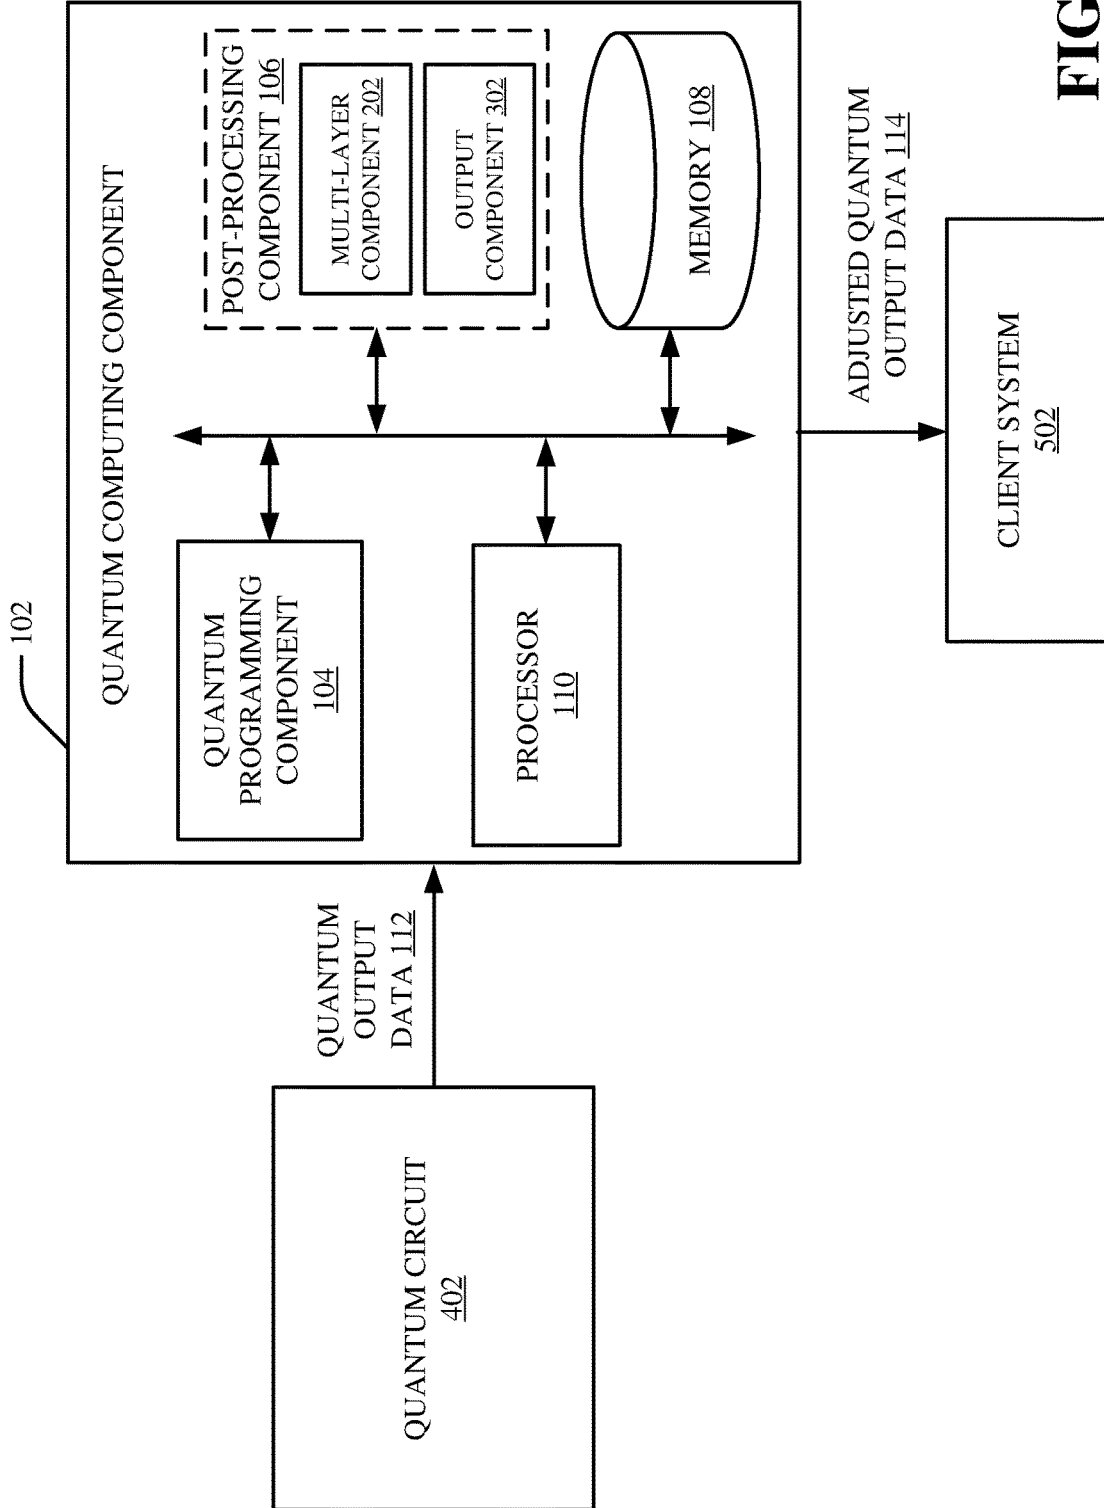 102
QUANTUM COMPUTING COMPONENT
QUANTUM
PROGRAMMING
COMPONENT
104
POST-PROCESSING
COMPONENT 106
MULTI-LAYER
COMPONENT 202
OUTPUT
COMPONENT 302
QUANTUM
OUTPUT
DATA 112
QUANTUM CIRCUIT
402
PROCESSOR
110
MEMORY 108
ADJUSTED QUANTUM
OUTPUT DATA 114
CLIENT SYSTEM
502
FIG